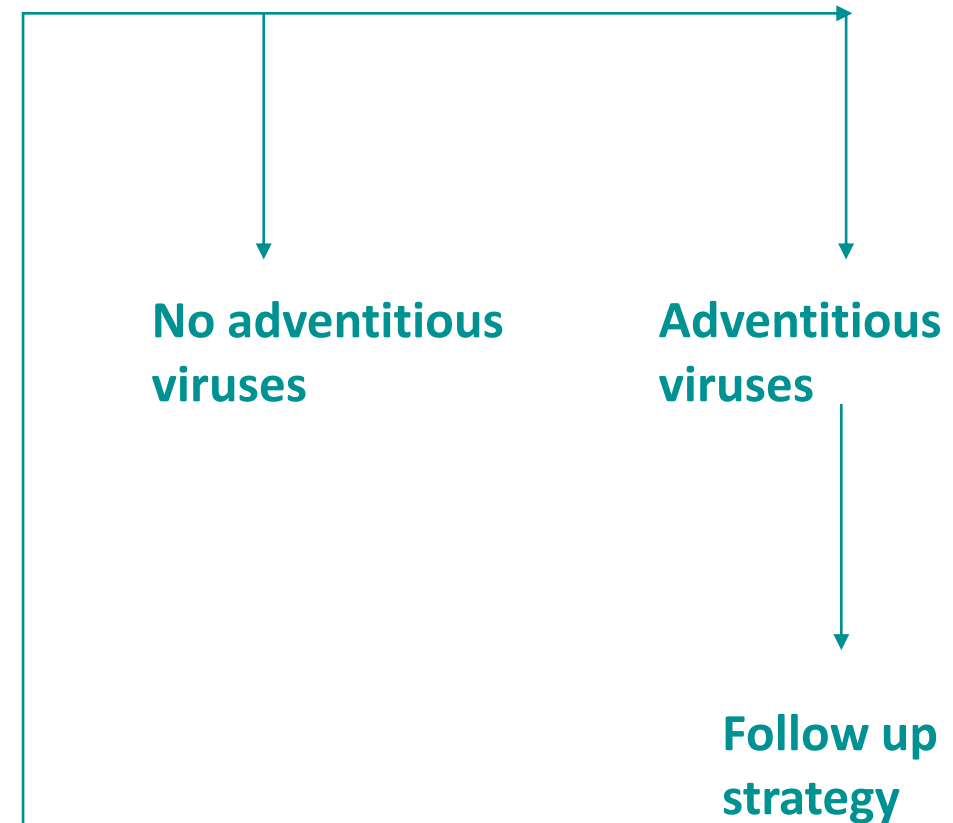 No adventitious
viruses
Adventitious
viruses
Follow up
strategy